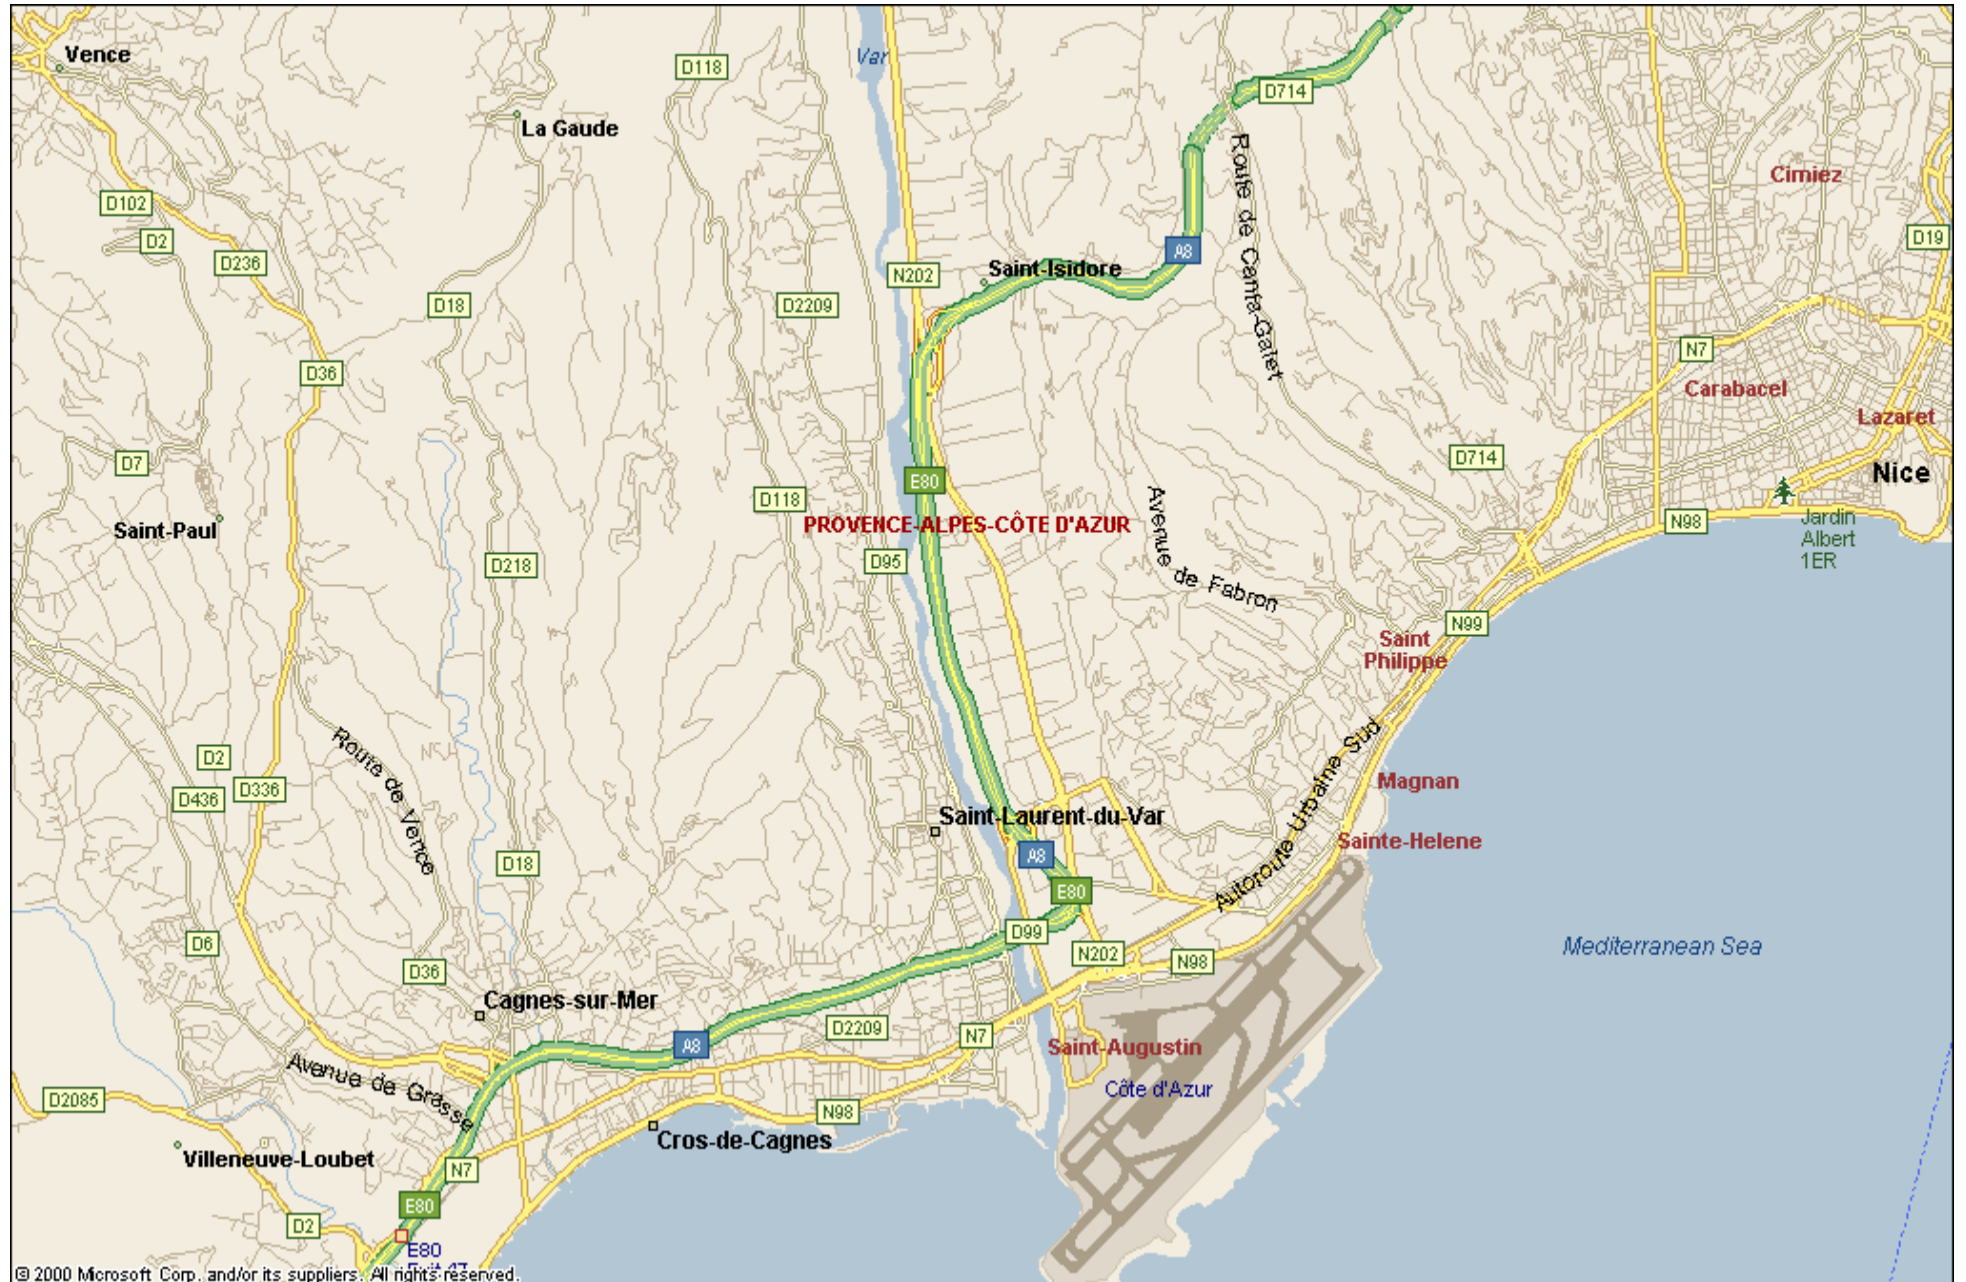 Vence
Var
D118
D714
La Gaude
Route de Canta-Galet
Cimiez
D102
D2
D236
D19
A8
Saint-Isidore
N202
D18
D2209
N7
D36
Carabacel
Lazaret
D7
D714
Nice
E80
D118
Avenue de Fabron
Saint-Paul
PROVENCE-ALPES-CÔTE D'AZUR
N98
Jardin
Albert
1ER
D218
D95
N99
Saint
Philippe
Route de Vence
D2
D436
D336
Autoroute Urbaine Sud
Magnan
Saint-Laurent-du-Var
Sainte-Helene
A8
D18
E80
D6
D99
N202
N98
Mediterranean Sea
D36
Cagnes-sur-Mer
D2209
N7
A8
Saint-Augustin
Avenue de Grasse
Côte d'Azur
D2085
N98
Cros-de-Cagnes
Villeneuve-Loubet
N7
E80
D2
E80
Exit 47
© 2000 Microsoft Corp. and/or its suppliers. All rights reserved.